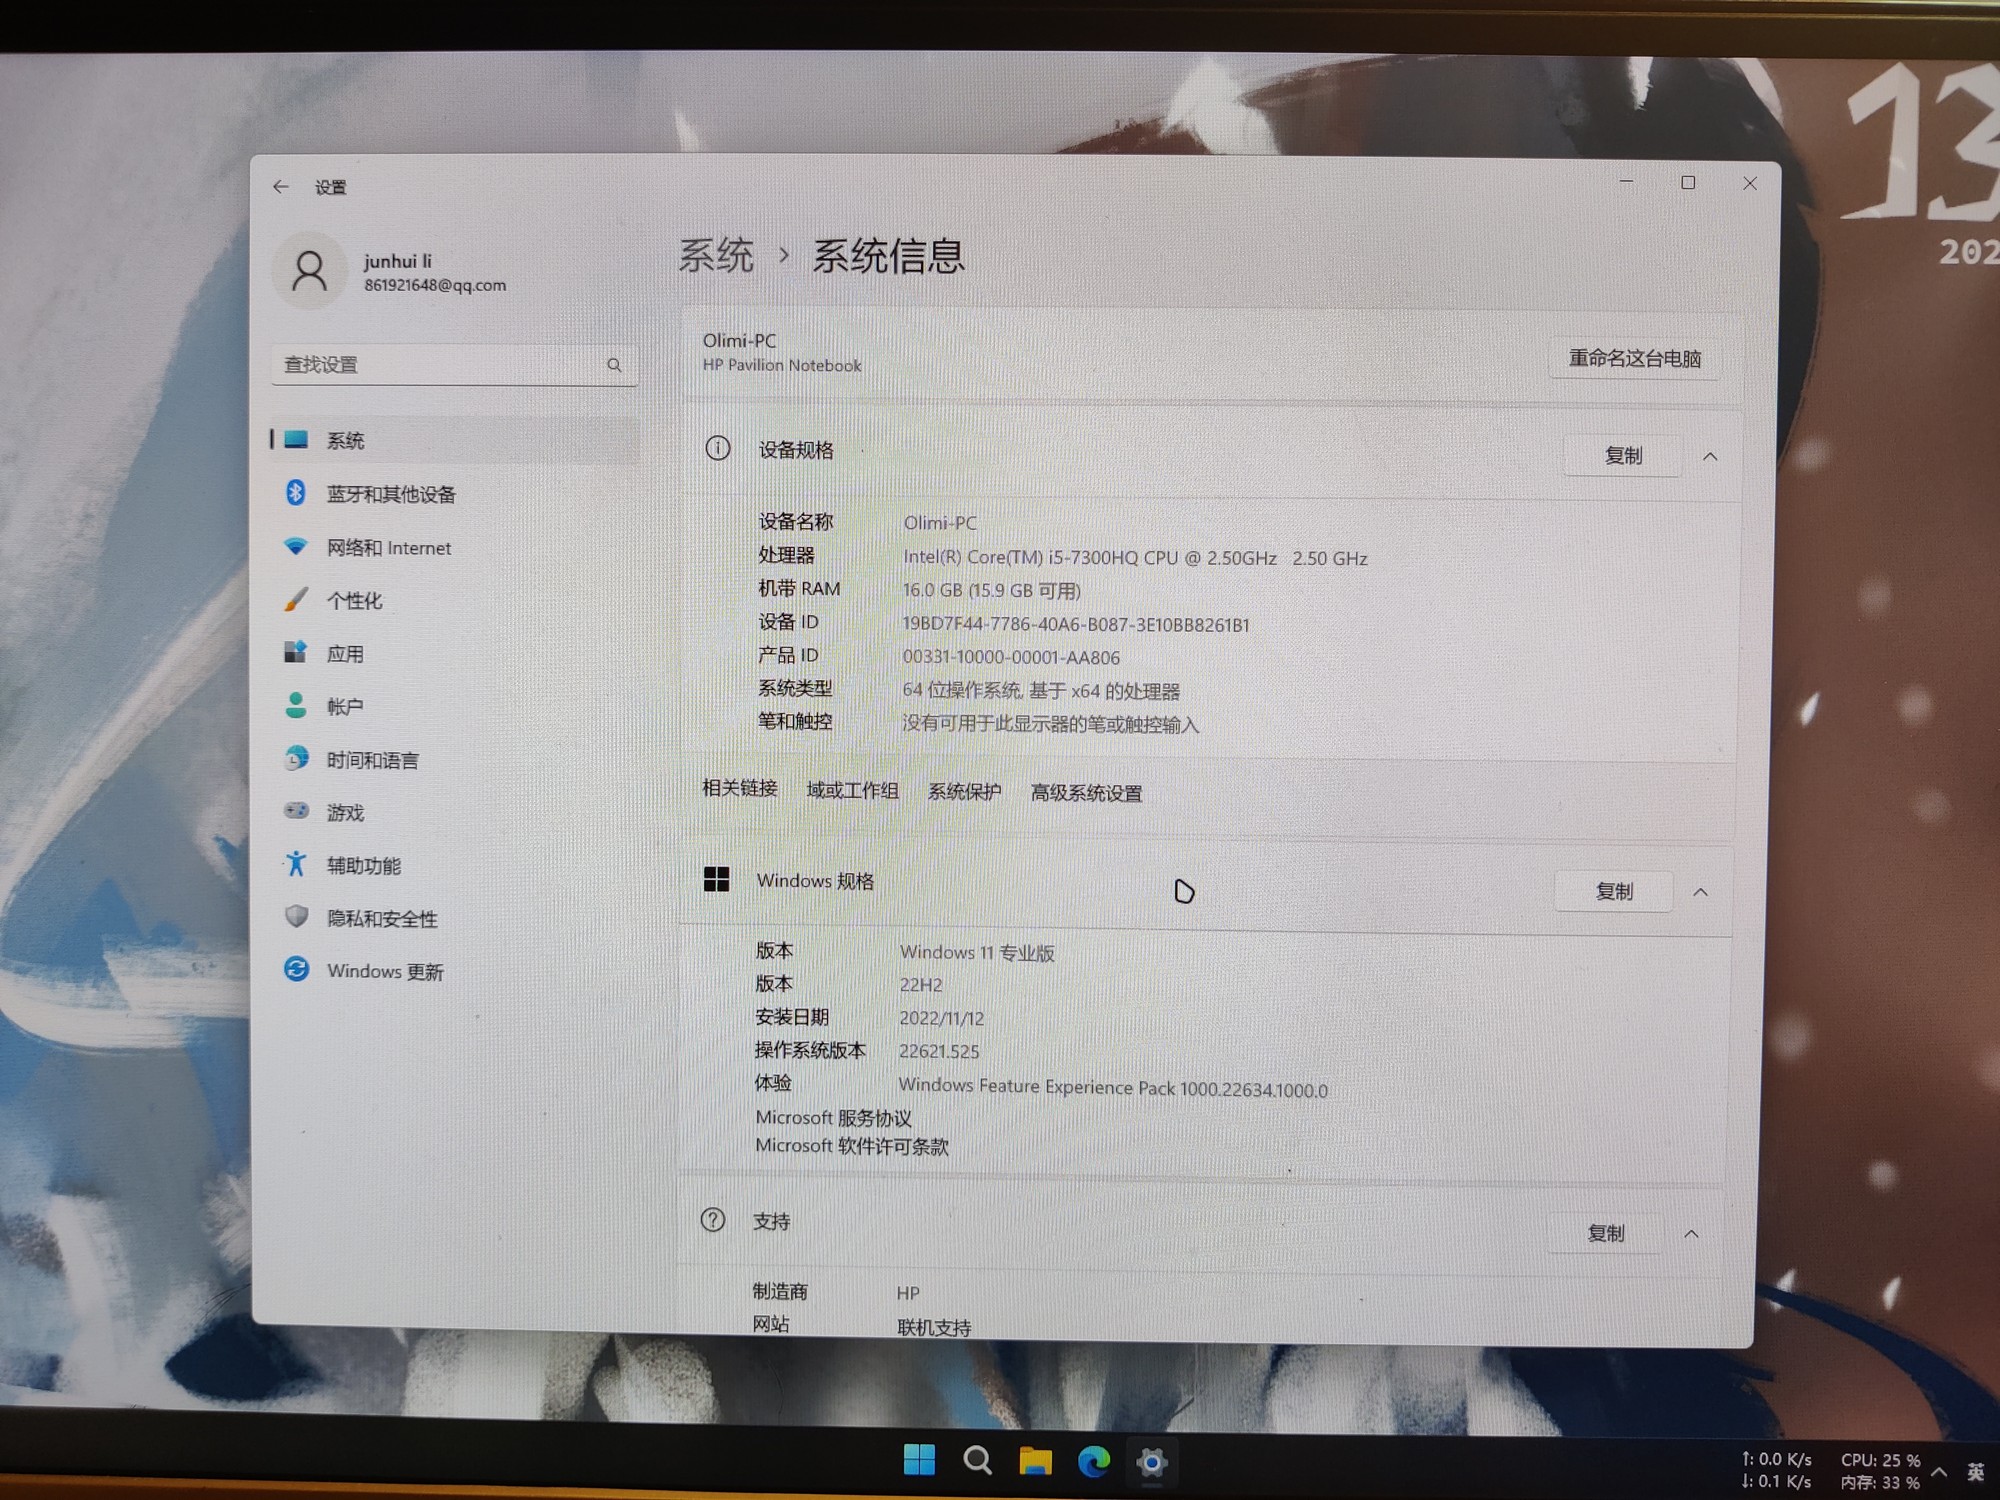 13
202
设置
junhui li
861921648@qq.com
查找设置
系统
蓝牙和其他设备
网络和 Internet
个性化
应用
帐户
时间和语言
游戏
辅助功能
隐私和安全性
Windows 更新
系统 › 系统信息
Olimi-PC
HP Pavilion Notebook
重命名这台电脑
设备规格
复制
设备名称 Olimi-PC
处理器 Intel(R) Core(TM) i5-7300HQ CPU @ 2.50GHz 2.50 GHz
机带 RAM 16.0 GB (15.9 GB 可用)
设备 ID 19BD7F44-7786-40A6-B087-3E10BB8261B1
产品 ID 00331-10000-00001-AA806
系统类型 64 位操作系统, 基于 x64 的处理器
笔和触控 没有可用于此显示器的笔或触控输入
相关链接 域或工作组 系统保护 高级系统设置
Windows 规格
复制
版本 Windows 11 专业版
版本 22H2
安装日期 2022/11/12
操作系统版本 22621.525
体验 Windows Feature Experience Pack 1000.22634.1000.0
Microsoft 服务协议
Microsoft 软件许可条款
支持
复制
制造商 HP
网站 联机支持
↑: 0.0 K/s CPU: 25 %
↓: 0.1 K/s 内存: 33 %
英